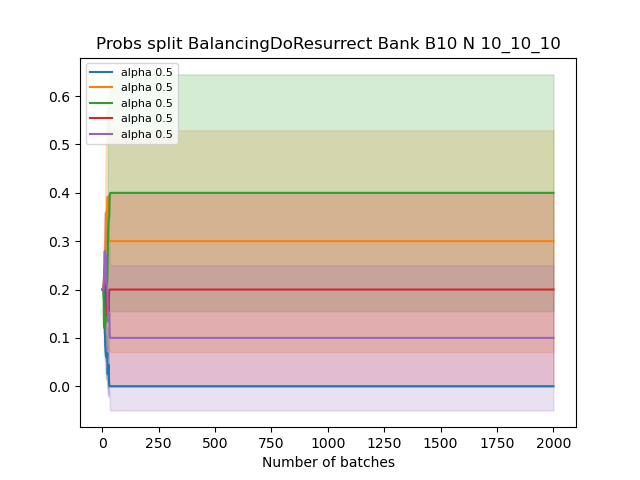 Probs split BalancingDoResurrect Bank B10 N 10_10_10
alpha 0.5
alpha 0.5
alpha 0.5
alpha 0.5
alpha 0.5
0.6
0.5
0.4
0.3
0.2
0.1
0.0
0 250 500 750 1000 1250 1500 1750 2000
Number of batches